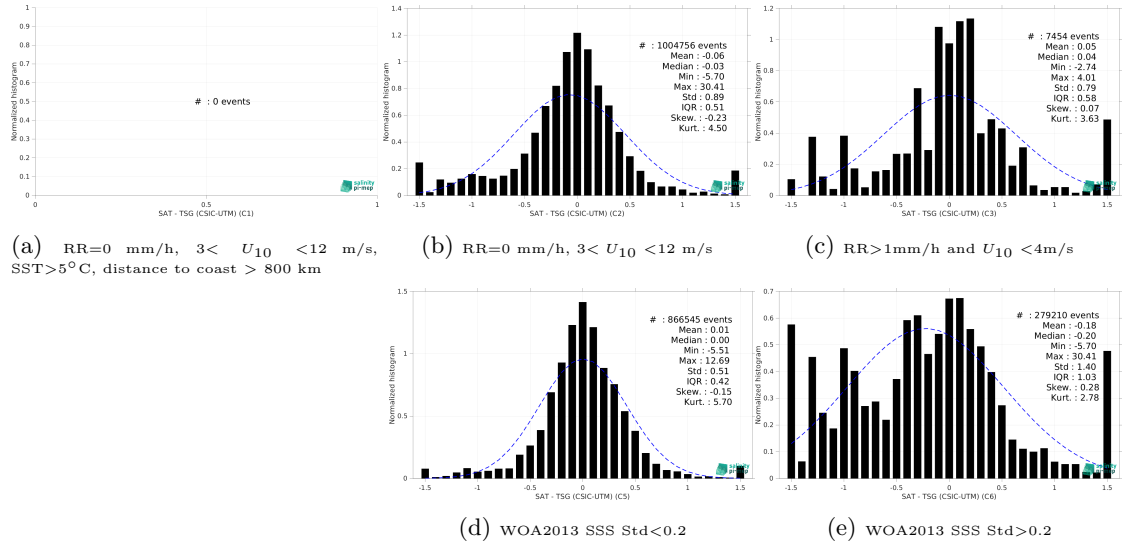 1
0.9
0.8
0.7
0.6
0.5
0.4
0.3
0.2
0.1
0
0
0.5
1
Normalized histogram
# : 0 events
salinity
pi-mep
SAT - TSG (CSIC-UTM) (C1)
(a) RR=0 mm/h, 3< U10 <12 m/s,
SST>5°C, distance to coast > 800 km
1.4
1.2
1
0.8
0.6
0.4
0.2
0
-1.5
-1
-0.5
0
0.5
1
1.5
Normalized histogram
# : 1004756 events
Mean : -0.06
Median : -0.03
Min : -5.70
Max : 30.41
Std : 0.89
IQR : 0.51
Skew. : -0.23
Kurt. : 4.50
salinity
pi-mep
SAT - TSG (CSIC-UTM) (C2)
(b) RR=0 mm/h, 3< U10 <12 m/s
1.2
1
0.8
0.6
0.4
0.2
0
-1.5
-1
-0.5
0
0.5
1
1.5
Normalized histogram
# : 7454 events
Mean : 0.05
Median : 0.04
Min : -2.74
Max : 4.01
Std : 0.79
IQR : 0.58
Skew. : 0.07
Kurt. : 3.63
salinity
pi-mep
SAT - TSG (CSIC-UTM) (C3)
(c) RR>1mm/h and U10 <4m/s
1.5
1
0.5
0
-1.5
-1
-0.5
0
0.5
1
1.5
Normalized histogram
# : 866545 events
Mean : 0.01
Median : 0.00
Min : -5.51
Max : 12.69
Std : 0.51
IQR : 0.42
Skew. : -0.15
Kurt. : 5.70
salinity
pi-mep
SAT - TSG (CSIC-UTM) (C5)
(d) WOA2013 SSS Std<0.2
0.7
0.6
0.5
0.4
0.3
0.2
0.1
0
-1.5
-1
-0.5
0
0.5
1
1.5
Normalized histogram
# : 279210 events
Mean : -0.18
Median : -0.20
Min : -5.70
Max : 30.41
Std : 1.40
IQR : 1.03
Skew. : 0.28
Kurt. : 2.78
salinity
pi-mep
SAT - TSG (CSIC-UTM) (C6)
(e) WOA2013 SSS Std>0.2